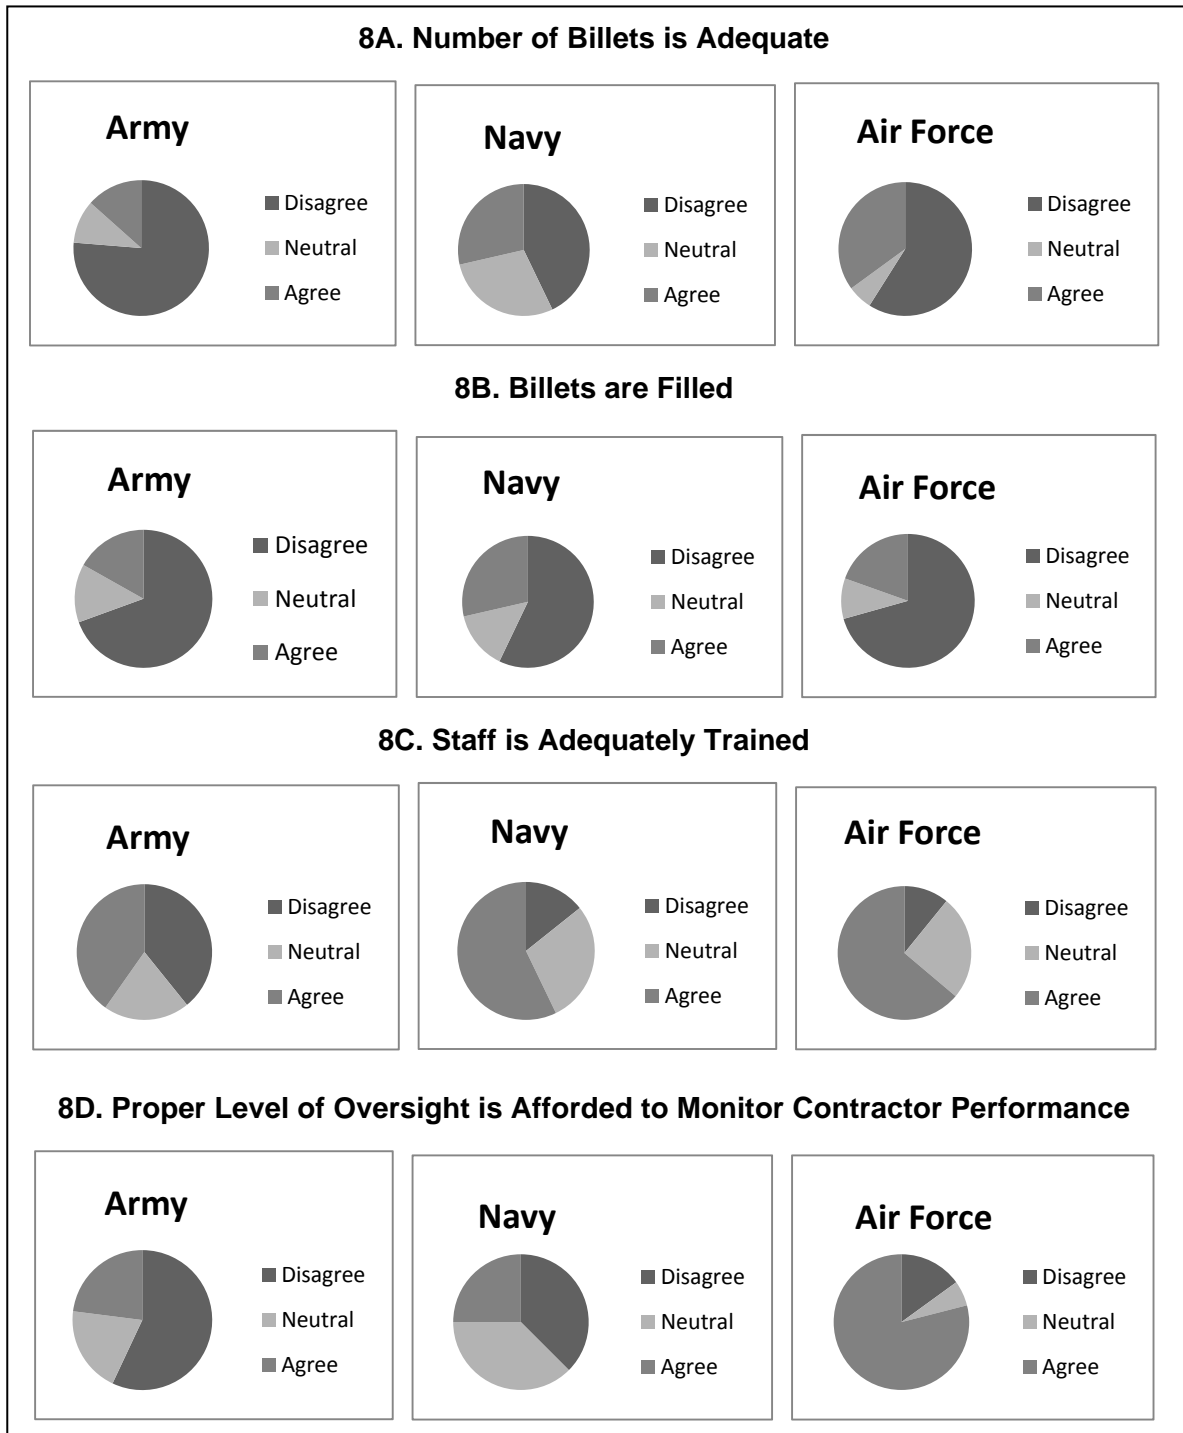 8A. Number of Billets is Adequate
Army
Disagree
Neutral
Agree
Navy
Disagree
Neutral
Agree
Air Force
Disagree
Neutral
Agree
8B. Billets are Filled
Army
Disagree
Neutral
Agree
Navy
Disagree
Neutral
Agree
Air Force
Disagree
Neutral
Agree
8C. Staff is Adequately Trained
Army
Disagree
Neutral
Agree
Navy
Disagree
Neutral
Agree
Air Force
Disagree
Neutral
Agree
8D. Proper Level of Oversight is Afforded to Monitor Contractor Performance
Army
Disagree
Neutral
Agree
Navy
Disagree
Neutral
Agree
Air Force
Disagree
Neutral
Agree